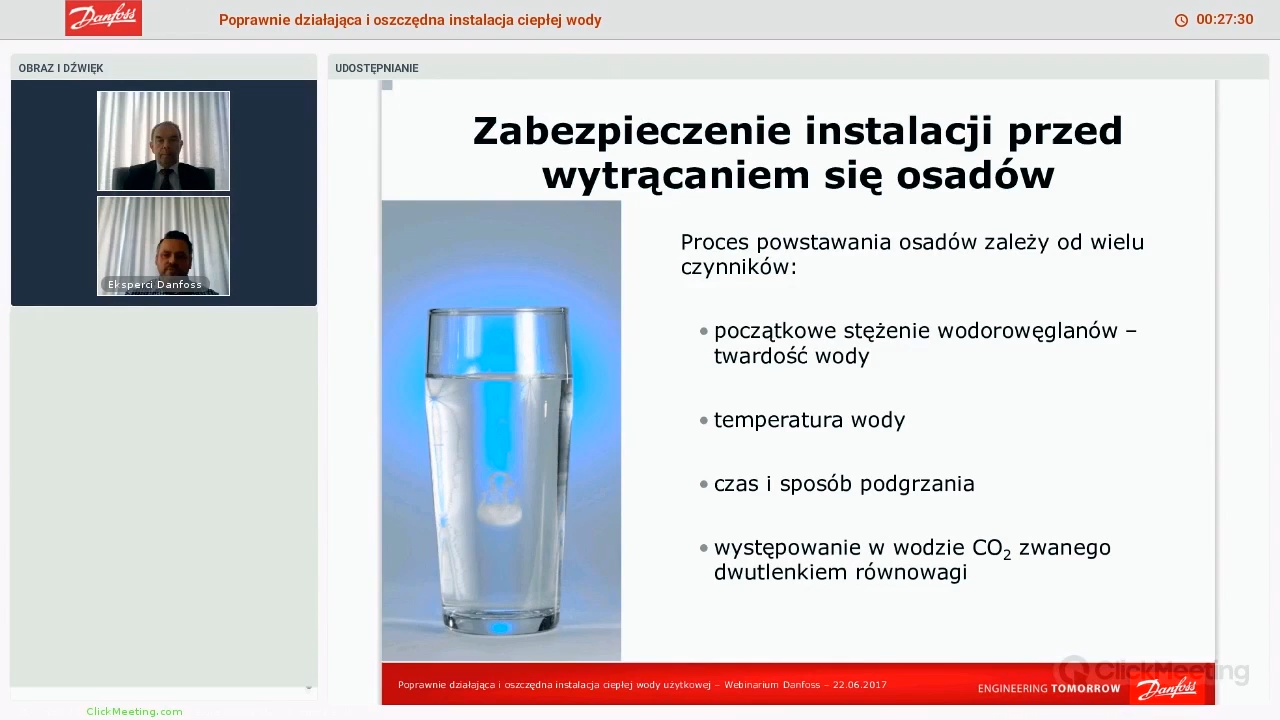 Danfoss
Poprawnie działająca i oszczędna instalacja ciepłej wody
00:27:30
OBRAZ I DŹWIĘK
UDOSTĘPNIANIE
Eksperci Danfoss
Zabezpieczenie instalacji przed
wytrącaniem się osadów
Proces powstawania osadów zależy od wielu
czynników:
• początkowe stężenie wodorowęglanów –
twardość wody
• temperatura wody
• czas i sposób podgrzania
• występowanie w wodzie CO₂ zwanego
dwutlenkiem równowagi
Poprawnie działająca i oszczędna instalacja ciepłej wody użytkowej – Webinarium Danfoss – 22.06.2017
ENGINEERING TOMORROW
Danfoss
ClickMeeting
ClickMeeting.com